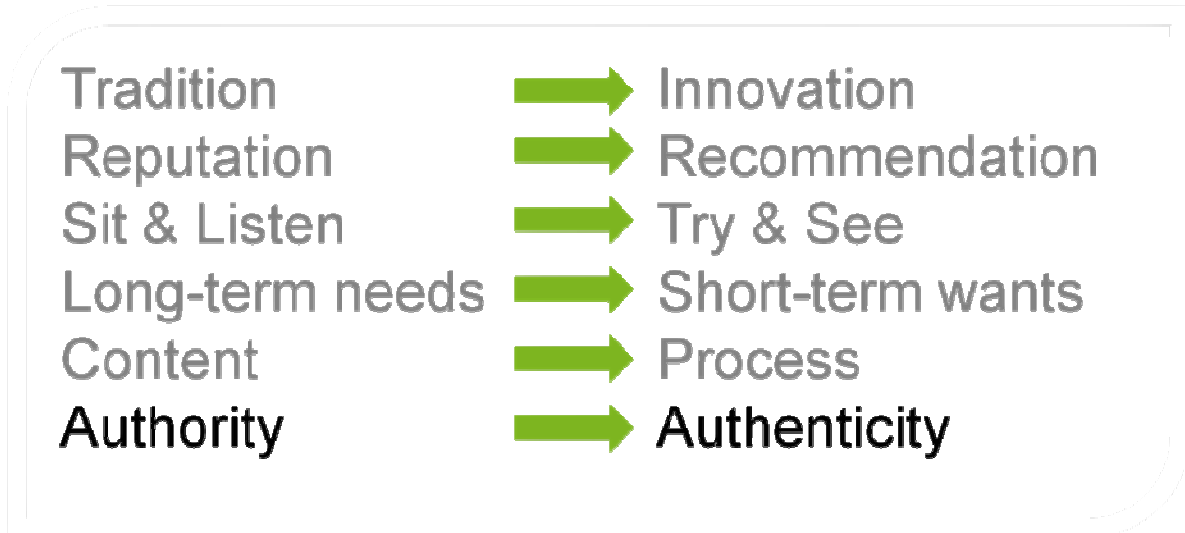 Tradition Innovation
Reputation Recommendation
Sit & Listen Try & See
Long-term needs Short-term wants
Content Process
Authority Authenticity